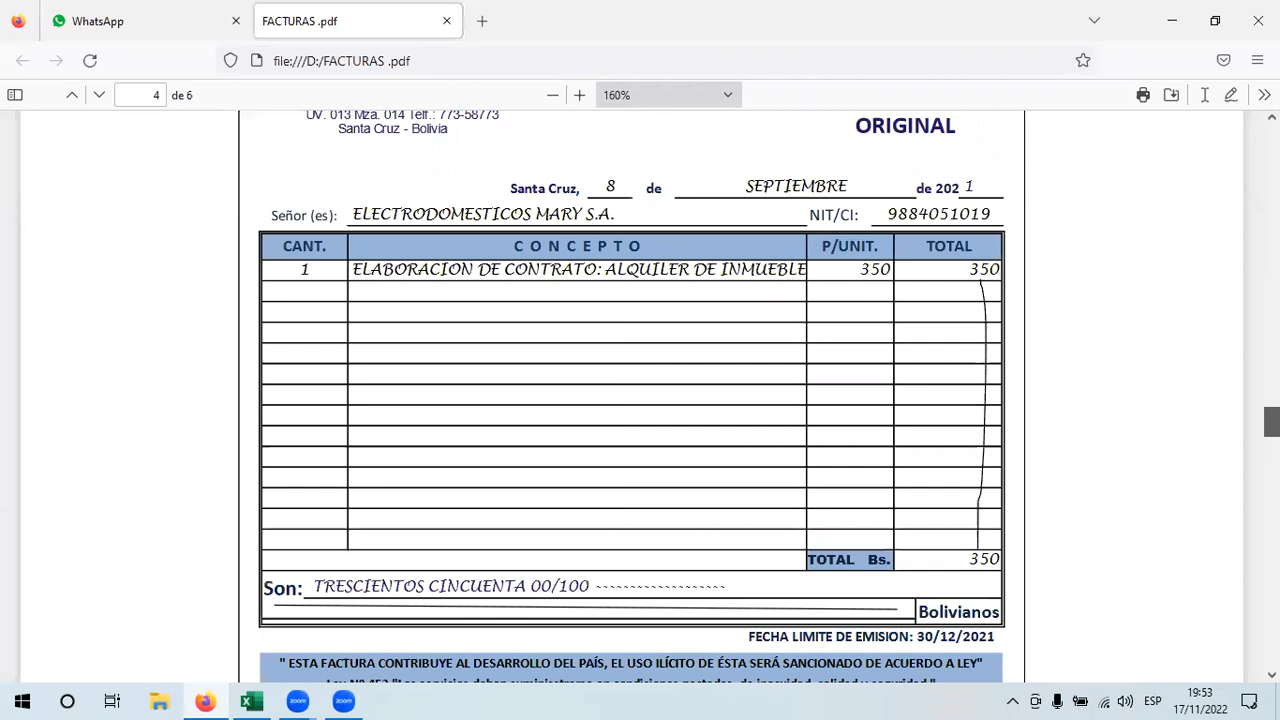 WhatsApp
FACTURAS .pdf
file:///D:/FACTURAS .pdf
4 de 6
160%
UV. 013 Mza. 014 Telf.: 773-58773
Santa Cruz - Bolivia
ORIGINAL
Santa Cruz, 8 de SEPTIEMBRE de 2021
Señor (es): ELECTRODOMESTICOS MARY S.A. NIT/CI: 9884051019
CANT. CONCEPTO P/UNIT. TOTAL
1 ELABORACION DE CONTRATO: ALQUILER DE INMUEBLE 350 350
TOTAL Bs. 350
Son: TRESCIENTOS CINCUENTA 00/100 ------------------
Bolivianos
FECHA LIMITE DE EMISION: 30/12/2021
" ESTA FACTURA CONTRIBUYE AL DESARROLLO DEL PAÍS, EL USO ILÍCITO DE ÉSTA SERÁ SANCIONADO DE ACUERDO A LEY"
zoom zoom
ESP
19:53
17/11/2022